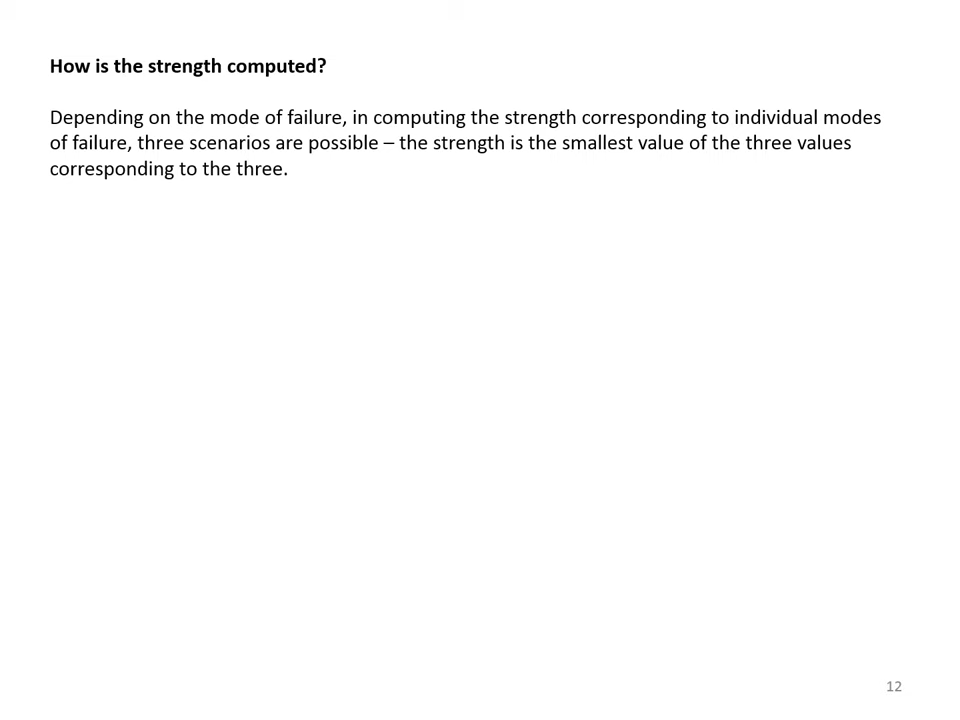 How is the strength computed?
Depending on the mode of failure, in computing the strength corresponding to individual modes
of failure, three scenarios are possible – the strength is the smallest value of the three values
corresponding to the three.
12